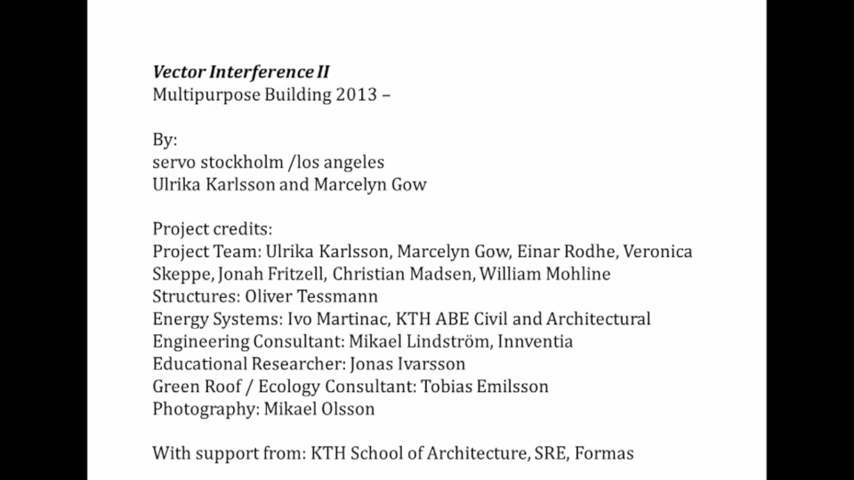 Vector Interference II
Multipurpose Building 2013 –
By:
servo stockholm /los angeles
Ulrika Karlsson and Marcelyn Gow
Project credits:
Project Team: Ulrika Karlsson, Marcelyn Gow, Einar Rodhe, Veronica
Skeppe, Jonah Fritzell, Christian Madsen, William Mohline
Structures: Oliver Tessmann
Energy Systems: Ivo Martinac, KTH ABE Civil and Architectural
Engineering Consultant: Mikael Lindström, Innventia
Educational Researcher: Jonas Ivarsson
Green Roof / Ecology Consultant: Tobias Emilsson
Photography: Mikael Olsson
With support from: KTH School of Architecture, SRE, Formas